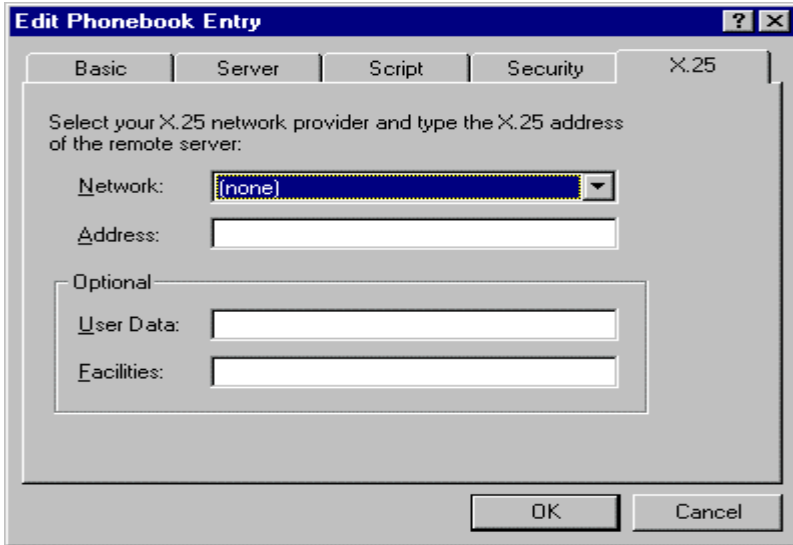 Edit Phonebook Entry
Basic Server Script Security X.25
Select your X.25 network provider and type the X.25 address
of the remote server:
Network: (none)
Address:
Optional
User Data:
Facilities:
OK Cancel